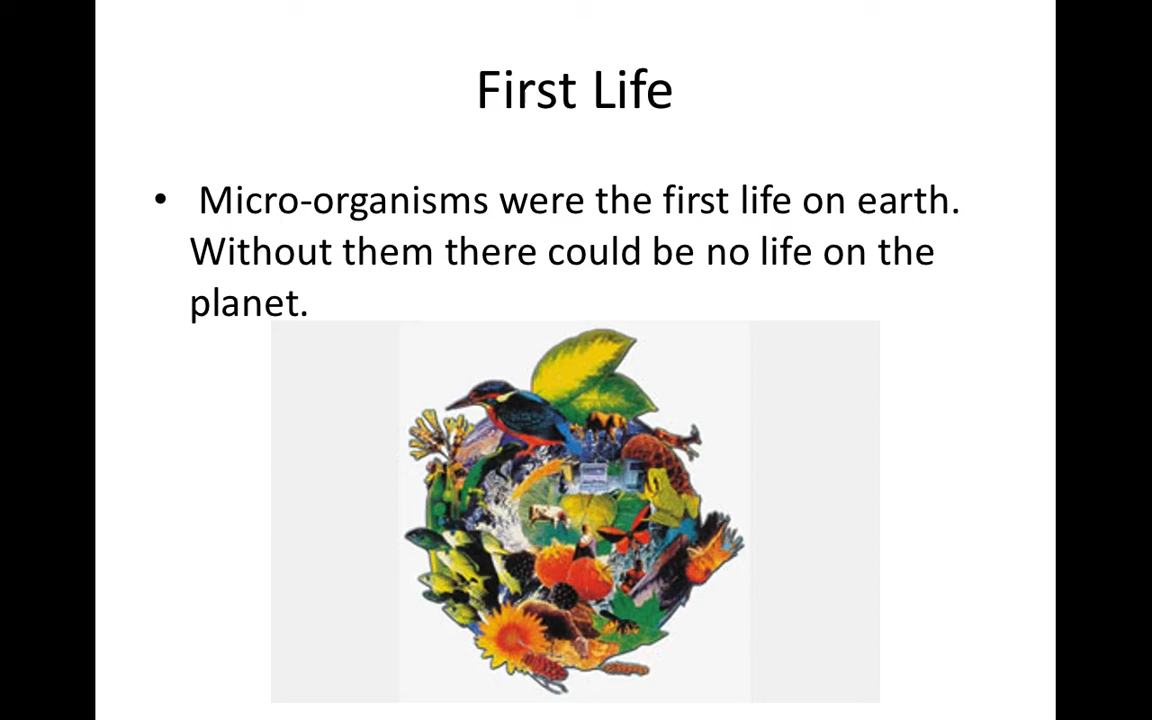 First Life
• Micro-organisms were the first life on earth.
Without them there could be no life on the
planet.